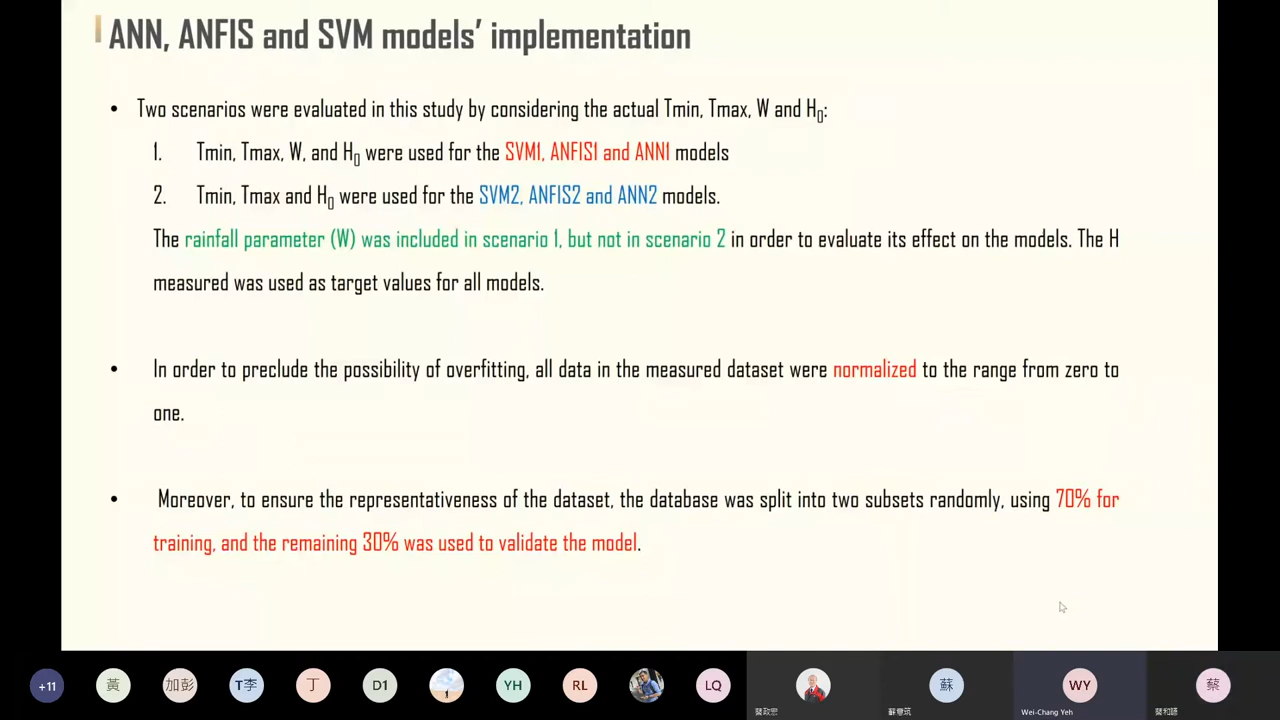 ANN, ANFIS and SVM models’ implementation
• Two scenarios were evaluated in this study by considering the actual Tmin, Tmax, W and H0:
1. Tmin, Tmax, W, and H0 were used for the SVM1, ANFIS1 and ANN1 models
2. Tmin, Tmax and H0 were used for the SVM2, ANFIS2 and ANN2 models.
The rainfall parameter (W) was included in scenario 1, but not in scenario 2 in order to evaluate its effect on the models. The H
measured was used as target values for all models.
• In order to preclude the possibility of overfitting, all data in the measured dataset were normalized to the range from zero to
one.
• Moreover, to ensure the representativeness of the dataset, the database was split into two subsets randomly, using 70% for
training, and the remaining 30% was used to validate the model.
+11 黃 加彭 T李 丁 D1 YH RL LQ 蘇 WY 蔡
Wei-Chang Yeh